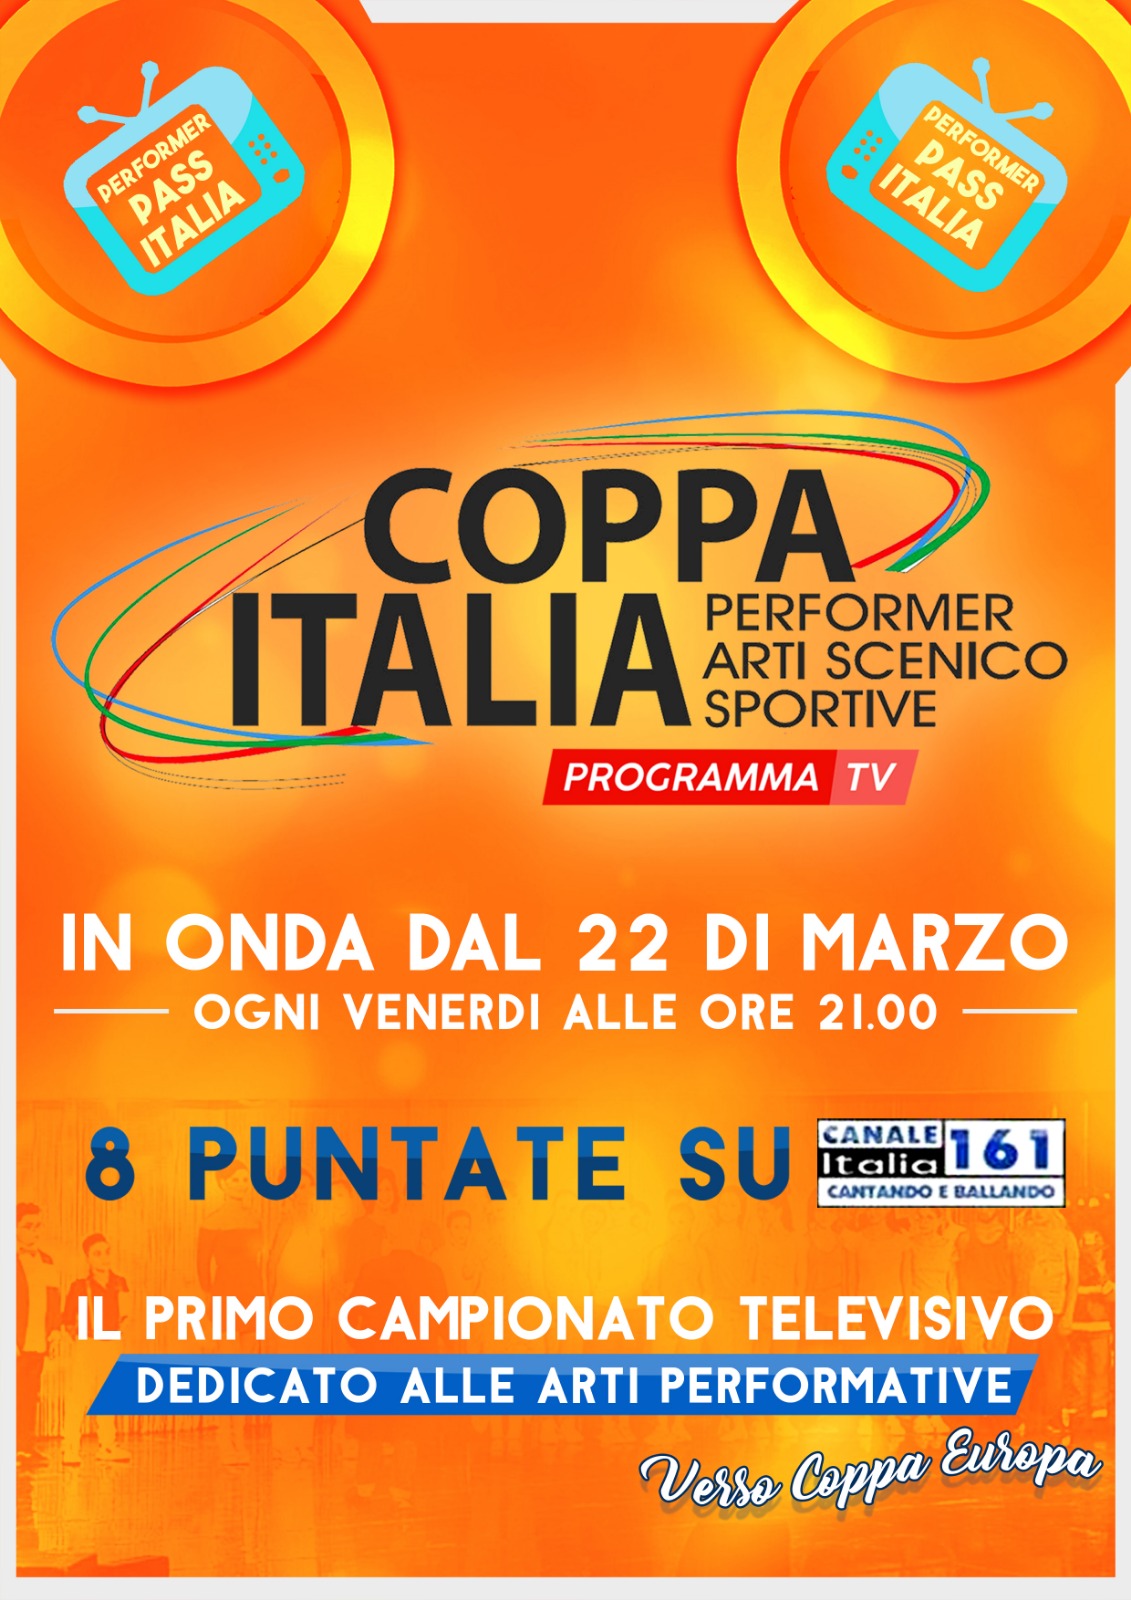 PERFORMER
PASS
ITALIA
PERFORMER
PASS
ITALIA
COPPA
ITALIA
PERFORMER
ARTI SCENICO
SPORTIVE
PROGRAMMA TV
IN ONDA DAL 22 DI MARZO
OGNI VENERDI ALLE ORE 21.00
8 PUNTATE SU
CANALE
Italia
161
CANTANDO E BALLANDO
IL PRIMO CAMPIONATO TELEVISIVO
DEDICATO ALLE ARTI PERFORMATIVE
Verso Coppa Europa